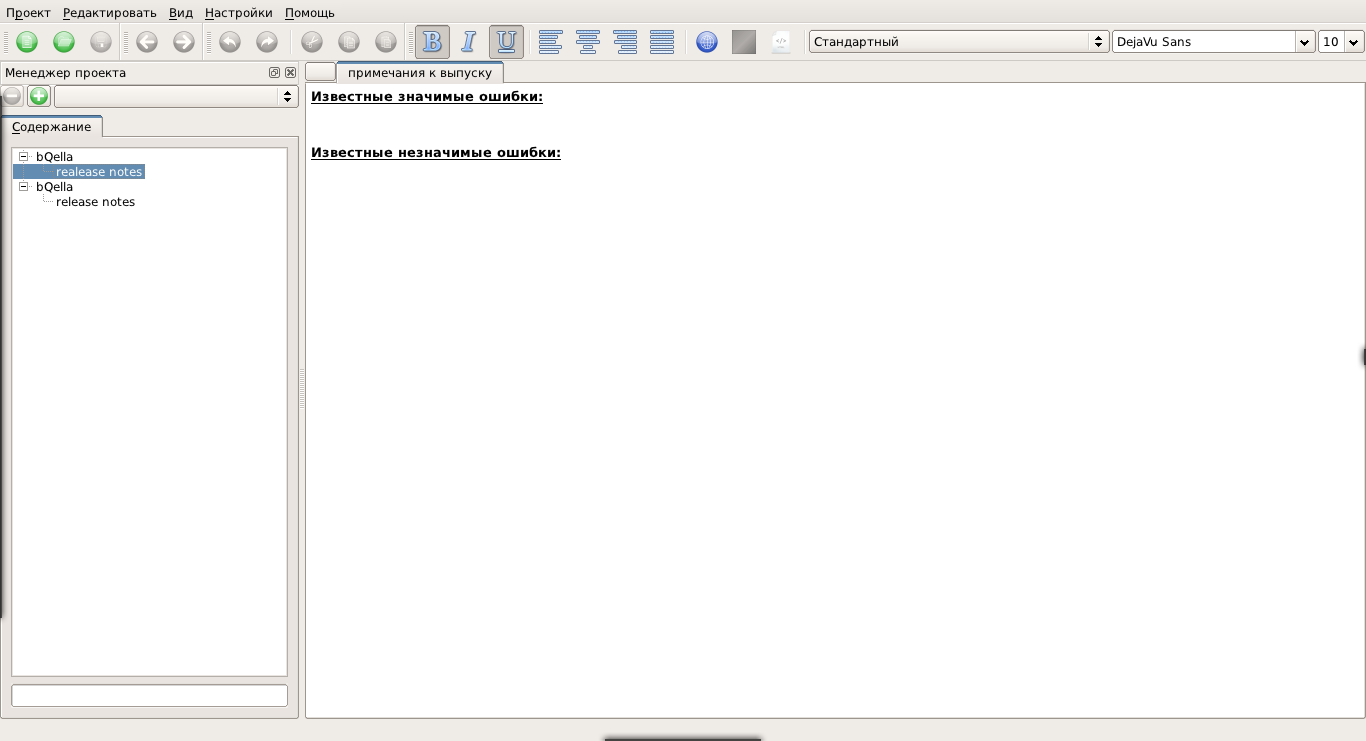 Проект Редактировать Вид Настройки Помощь
B I U Стандартный DejaVu Sans 10
Менеджер проекта
примечания к выпуску
Содержание
bQella
realease notes
bQella
release notes
Известные значимые ошибки:
Известные незначимые ошибки: